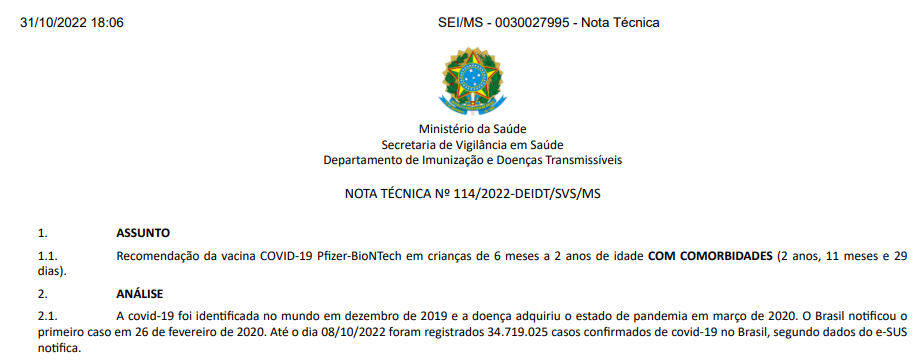 31/10/2022 18:06 SEI/MS - 0030027995 - Nota Técnica
Ministério da Saúde
Secretaria de Vigilância em Saúde
Departamento de Imunização e Doenças Transmissíveis
NOTA TÉCNICA Nº 114/2022-DEIDT/SVS/MS
1. ASSUNTO
1.1. Recomendação da vacina COVID-19 Pfizer-BioNTech em crianças de 6 meses a 2 anos de idade COM COMORBIDADES (2 anos, 11 meses e 29
dias).
2. ANÁLISE
2.1. A covid-19 foi identificada no mundo em dezembro de 2019 e a doença adquiriu o estado de pandemia em março de 2020. O Brasil notificou o
primeiro caso em 26 de fevereiro de 2020. Até o dia 08/10/2022 foram registrados 34.719.025 casos confirmados de covid-19 no Brasil, segundo dados do e-SUS
notifica.